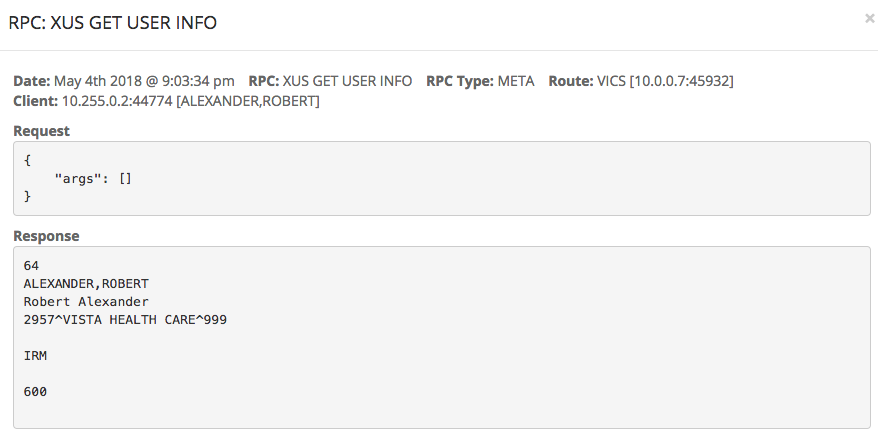 RPC: XUS GET USER INFO
×
Date: May 4th 2018 @ 9:03:34 pm RPC: XUS GET USER INFO RPC Type: META Route: VICS [10.0.0.7:45932]
Client: 10.255.0.2:44774 [ALEXANDER,ROBERT]
Request
{
    "args": []
}
Response
64
ALEXANDER,ROBERT
Robert Alexander
2957^VISTA HEALTH CARE^999
IRM
600